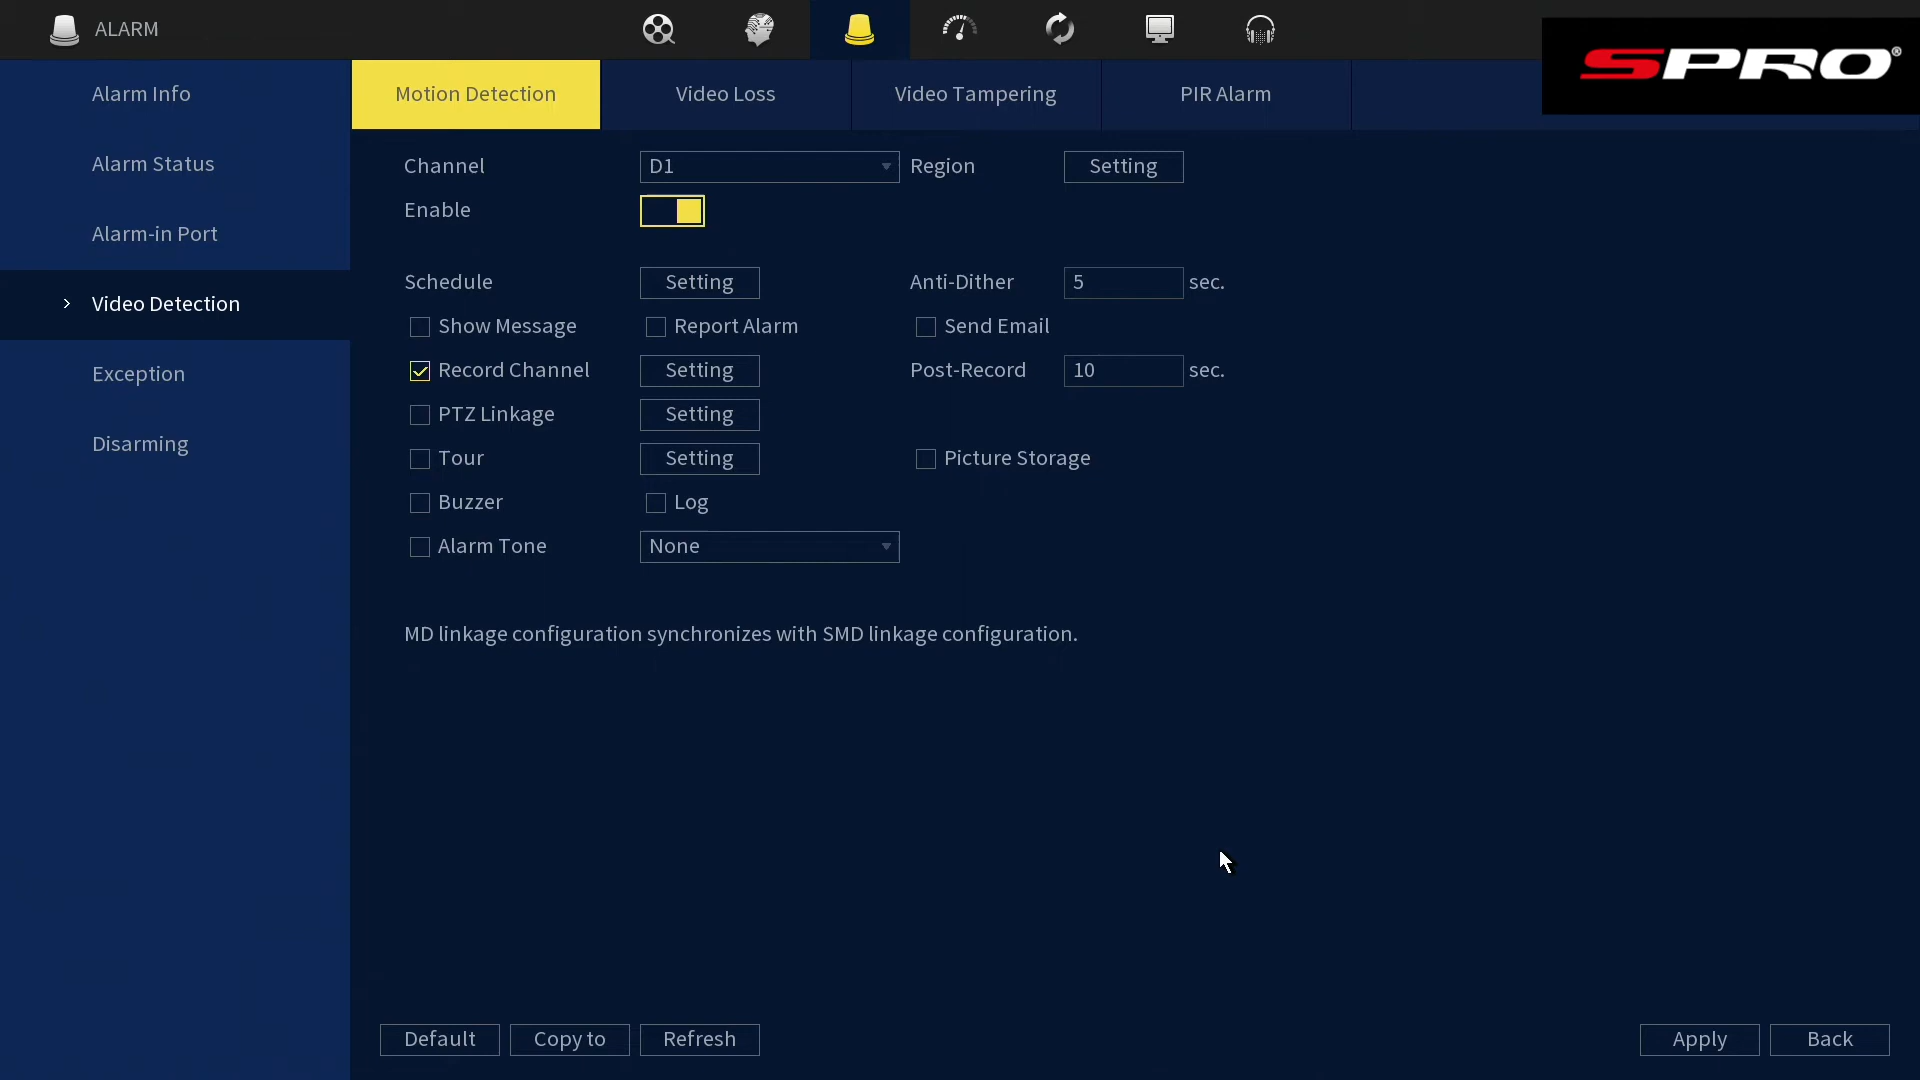 ALARM
SPRO®
Alarm Info
Alarm Status
Alarm-in Port
> Video Detection
Exception
Disarming
Motion Detection Video Loss Video Tampering PIR Alarm
Channel D1 Region Setting
Enable
Schedule Setting Anti-Dither 5 sec.
Show Message Report Alarm Send Email
Record Channel Setting Post-Record 10 sec.
PTZ Linkage Setting
Tour Setting Picture Storage
Buzzer Log
Alarm Tone None
MD linkage configuration synchronizes with SMD linkage configuration.
Default Copy to Refresh Apply Back